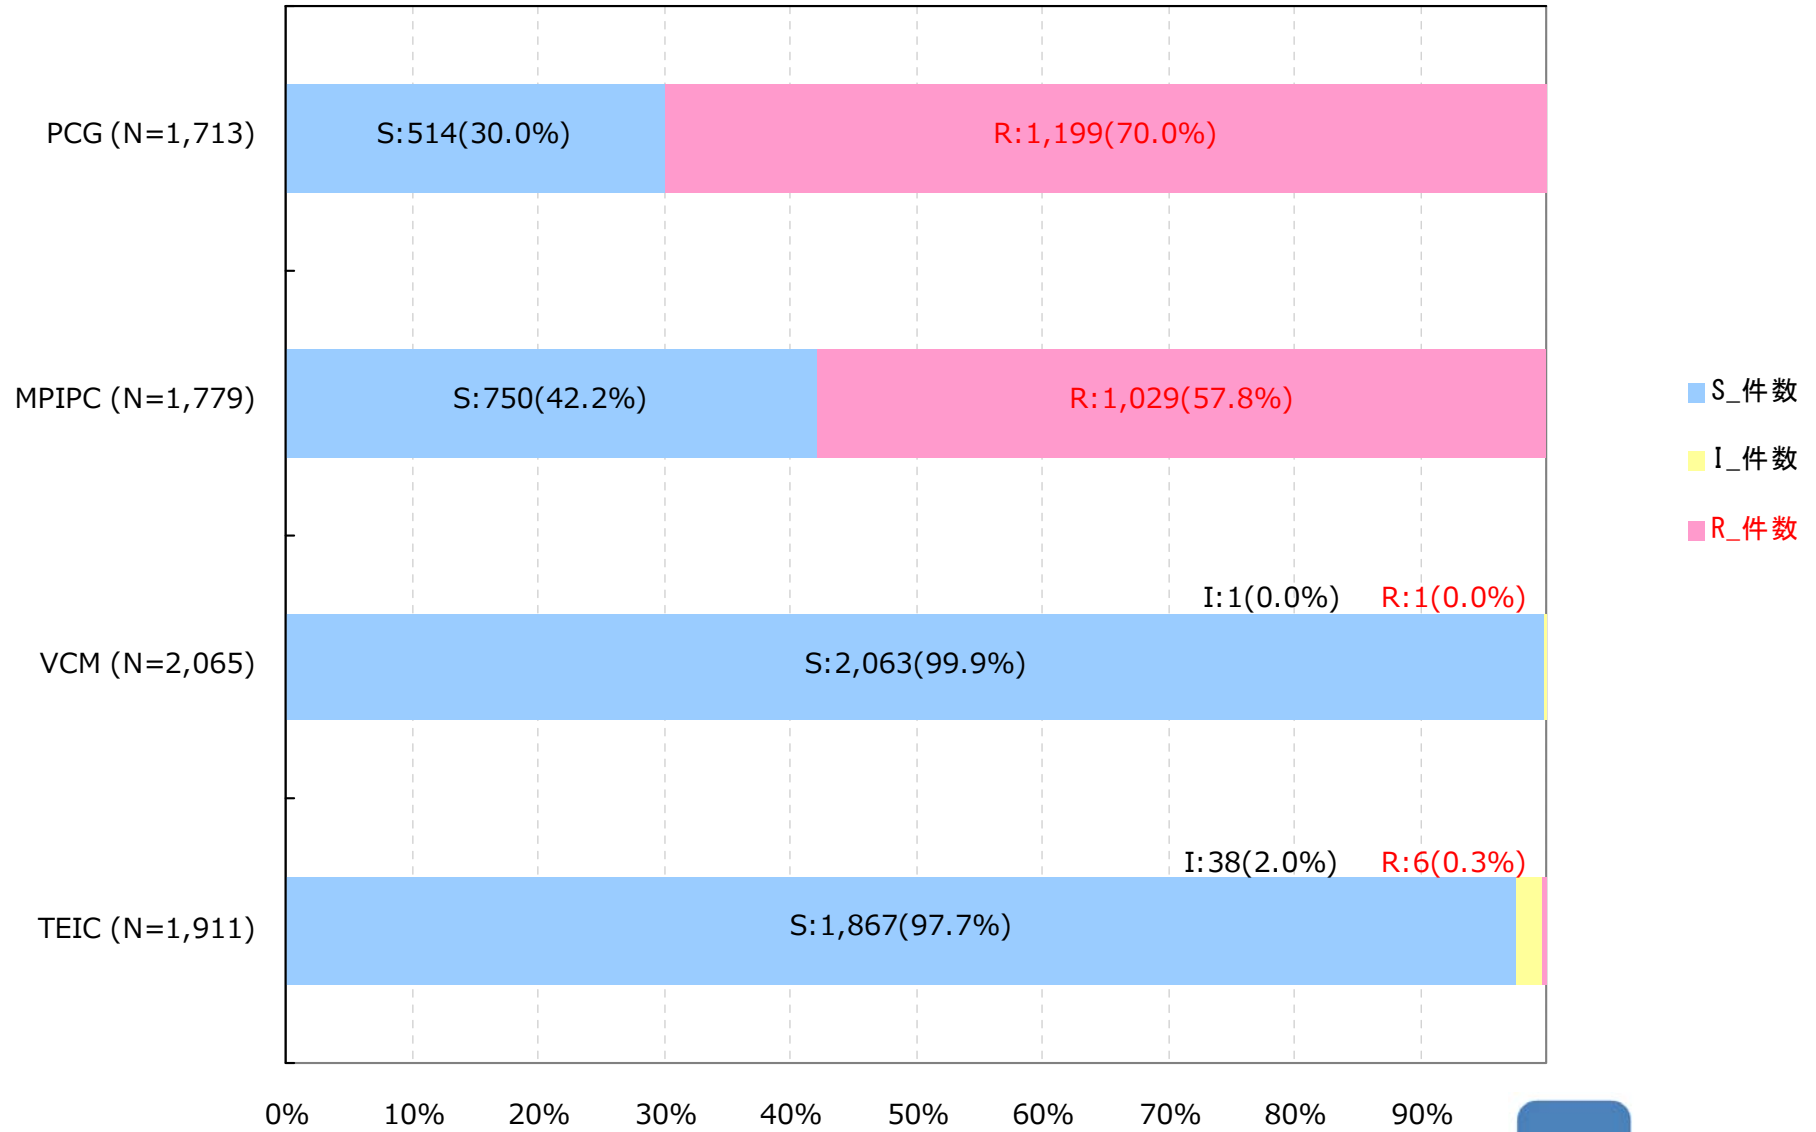 PCG (N=1,713)
S:514(30.0%)
R:1,199(70.0%)
MPIPC (N=1,779)
S:750(42.2%)
R:1,029(57.8%)
S_件数
I_件数
R_件数
I:1(0.0%)
R:1(0.0%)
VCM (N=2,065)
S:2,063(99.9%)
I:38(2.0%)
R:6(0.3%)
TEIC (N=1,911)
S:1,867(97.7%)
0% 10% 20% 30% 40% 50% 60% 70% 80% 90%